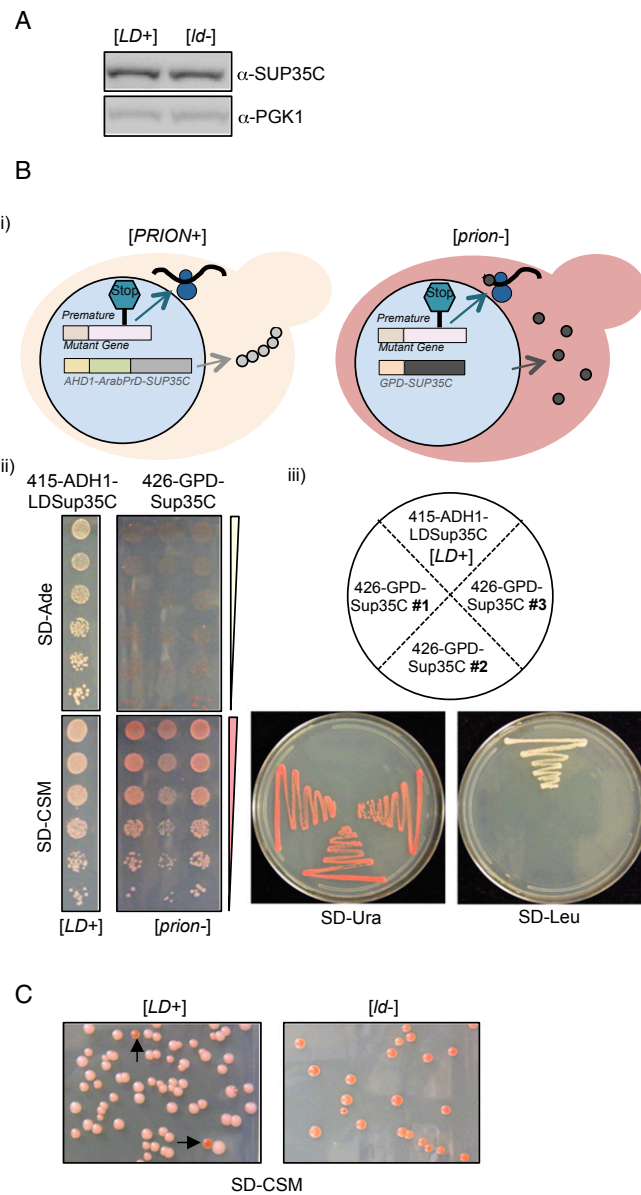 A
[LD+] [ld-]
α-SUP35C
α-PGK1
B
i)
[PRION+] [prion-]
Stop
Premature
Mutant Gene
AHD1-ArabPrD-SUP35C
Stop
Premature
Mutant Gene
GPD-SUP35C
ii)
415-ADH1-
LDSup35C
426-GPD-
Sup35C
SD-Ade
SD-CSM
[LD+] [prion-]
iii)
415-ADH1-
LDSup35C
[LD+]
426-GPD-
Sup35C #1
426-GPD-
Sup35C #3
426-GPD-
Sup35C #2
SD-Ura SD-Leu
C
[LD+] [ld-]
SD-CSM